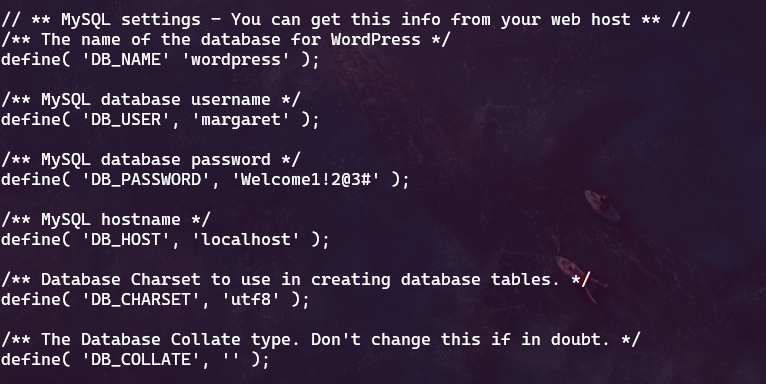 // ** MySQL settings - You can get this info from your web host ** //
/** The name of the database for WordPress */
define( 'DB_NAME' 'wordpress' );
/** MySQL database username */
define( 'DB_USER', 'margaret' );
/** MySQL database password */
define( 'DB_PASSWORD', 'Welcome1!2@3#' );
/** MySQL hostname */
define( 'DB_HOST', 'localhost' );
/** Database Charset to use in creating database tables. */
define( 'DB_CHARSET', 'utf8' );
/** The Database Collate type. Don't change this if in doubt. */
define( 'DB_COLLATE', '' );